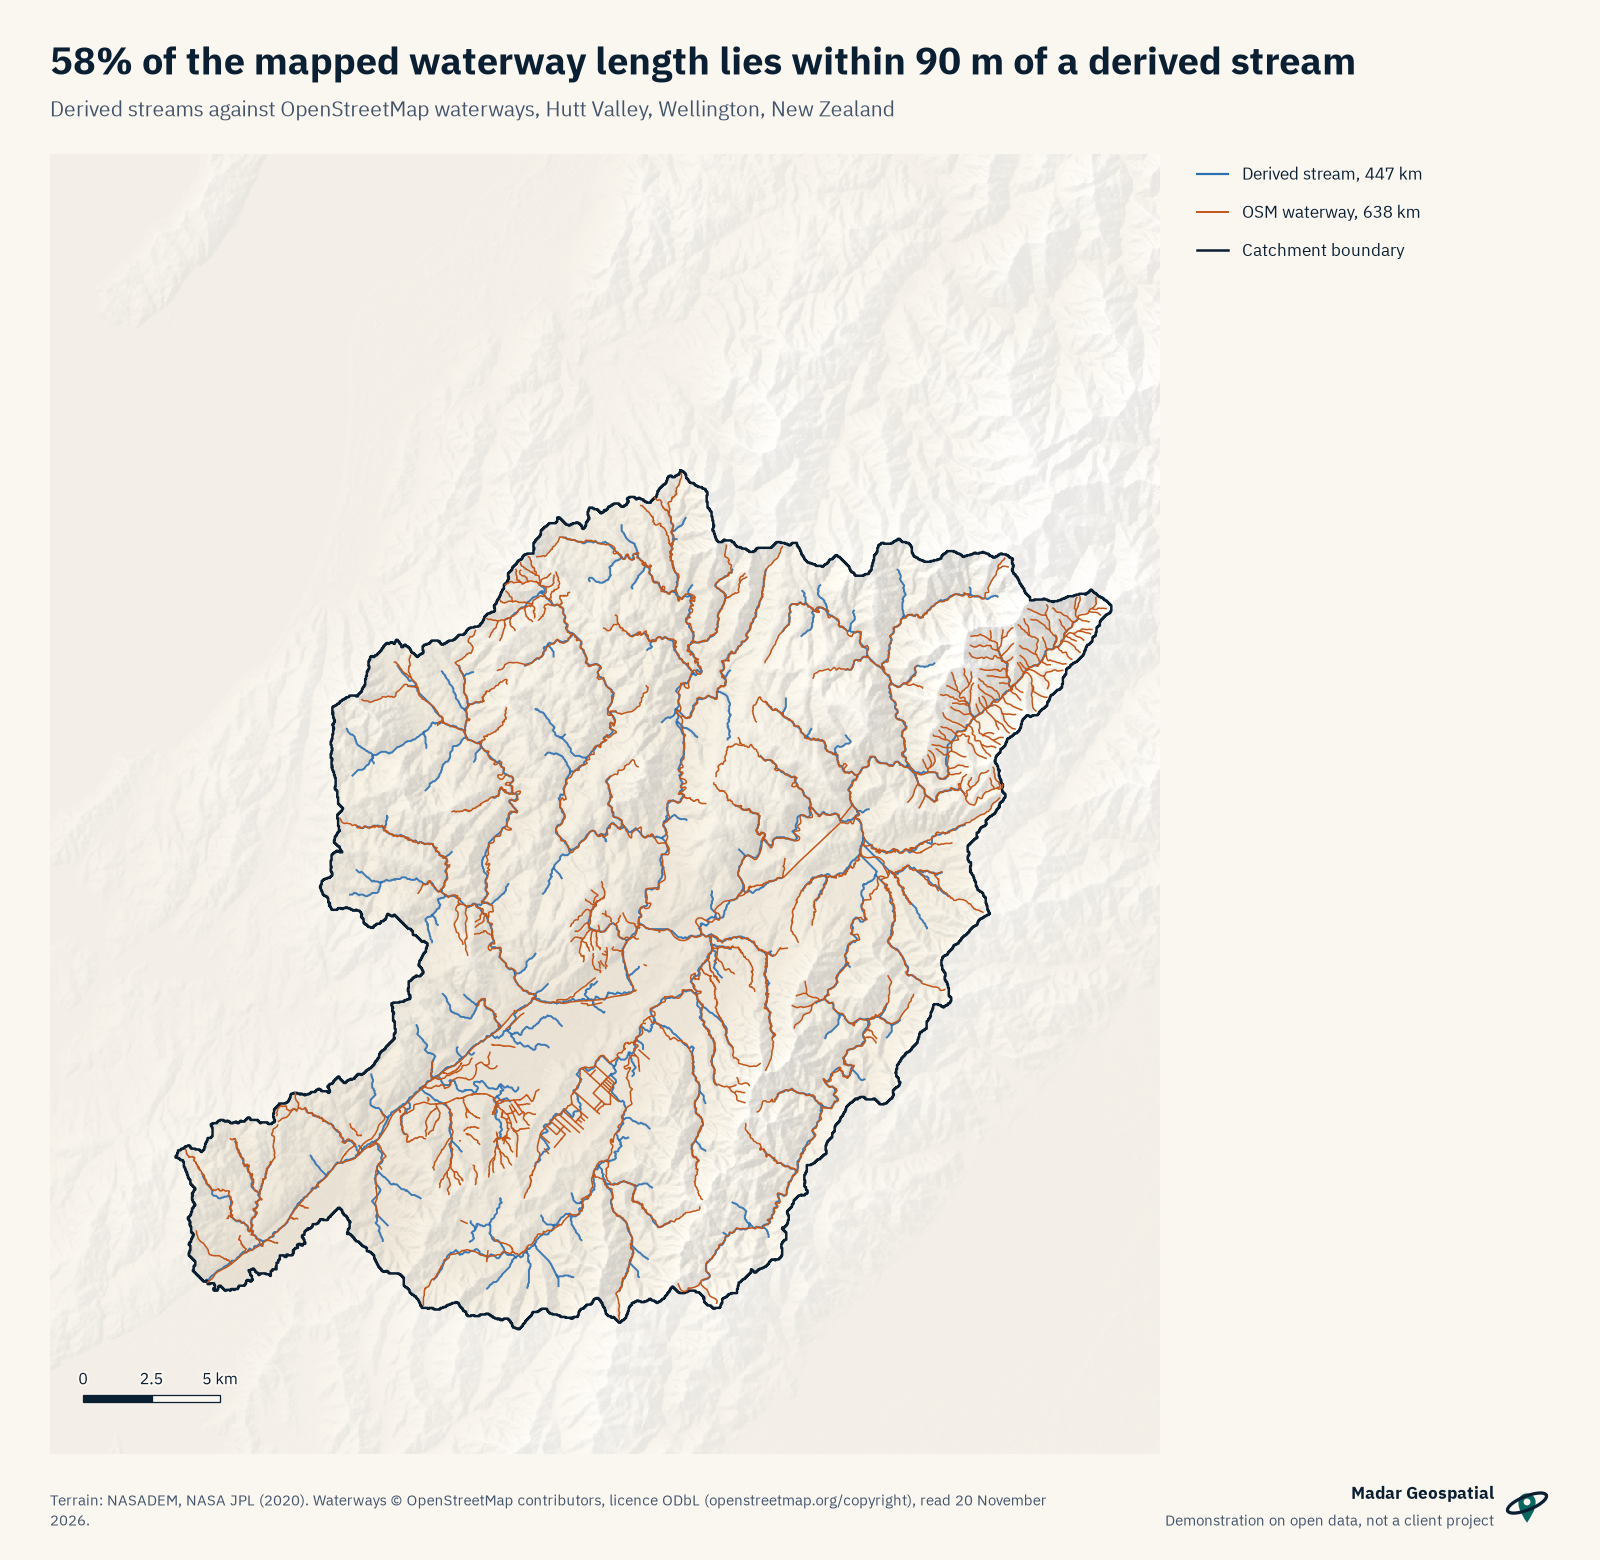 58% of the mapped waterway length lies within 90 m of a derived stream
Derived streams against OpenStreetMap waterways, Hutt Valley, Wellington, New Zealand
Derived stream, 447 km
OSM waterway, 638 km
Catchment boundary
0 2.5 5 km
Terrain: NASADEM, NASA JPL (2020). Waterways © OpenStreetMap contributors, licence ODbL (openstreetmap.org/copyright), read 20 November
2026.
Madar Geospatial
Demonstration on open data, not a client project